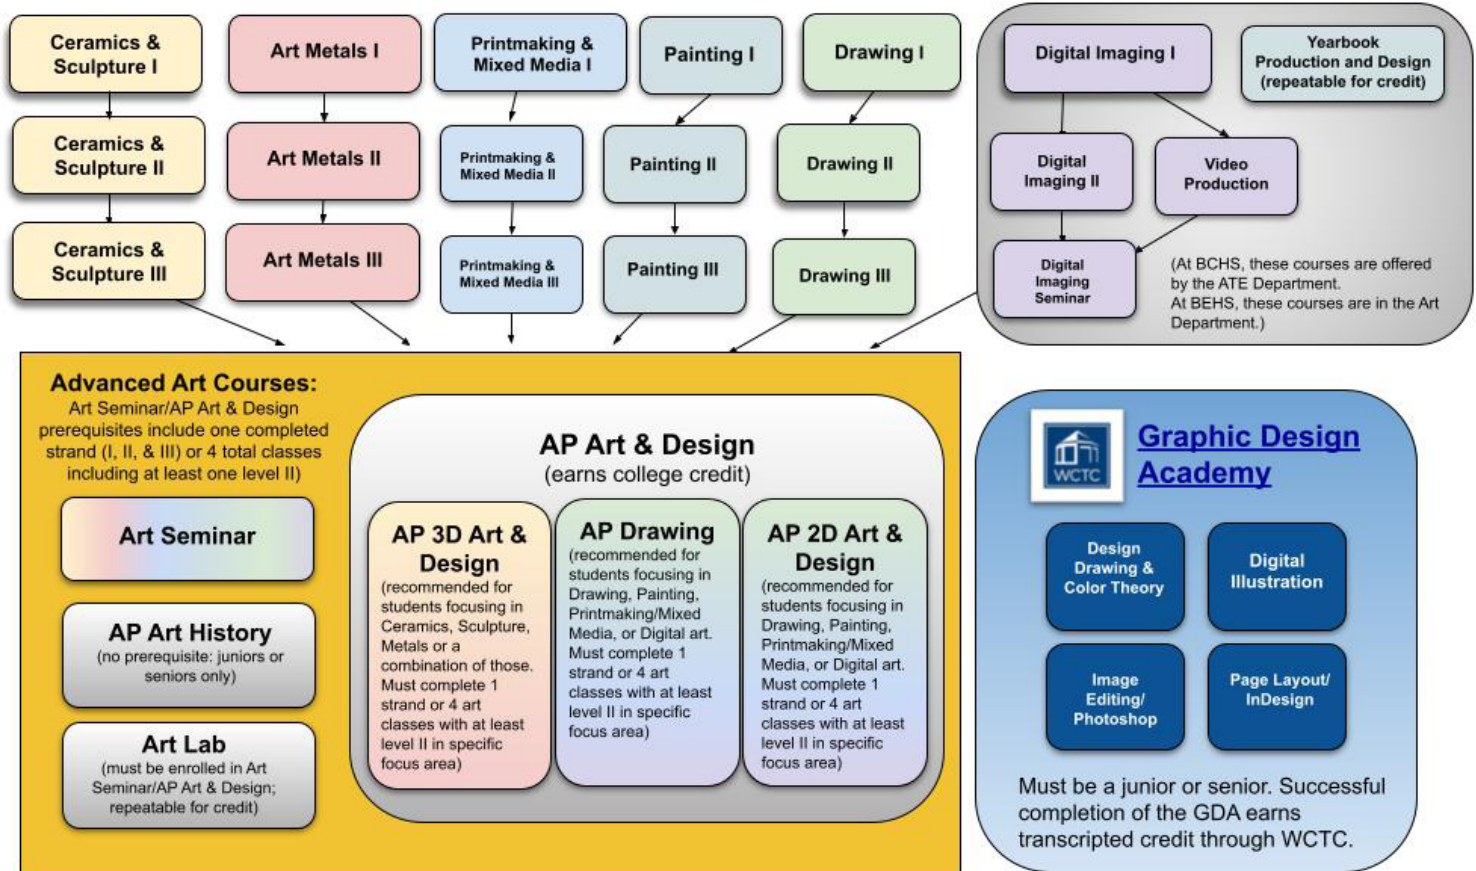 Ceramics &
Sculpture I
Art Metals I
Printmaking &
Mixed Media I
Painting I
Drawing I
Digital Imaging I
Yearbook
Production and Design
(repeatable for credit)
Ceramics &
Sculpture II
Art Metals II
Printmaking &
Mixed Media II
Painting II
Drawing II
Digital
Imaging II
Video
Production
Ceramics &
Sculpture III
Art Metals III
Printmaking &
Mixed Media III
Painting III
Drawing III
Digital
Imaging
Seminar
(At BCHS, these courses are offered
by the ATE Department.
At BEHS, these courses are in the Art
Department.)
Advanced Art Courses:
Art Seminar/AP Art & Design
prerequisites include one completed
strand (I, II, & III) or 4 total classes
including at least one level II)
Art Seminar
AP Art History
(no prerequisite: juniors or
seniors only)
Art Lab
(must be enrolled in Art
Seminar/AP Art & Design;
repeatable for credit)
AP Art & Design
(earns college credit)
AP 3D Art &
Design
(recommended for
students focusing in
Ceramics, Sculpture,
Metals or a
combination of those.
Must complete 1
strand or 4 art
classes with at least
level II in specific
focus area)
AP Drawing
(recommended for
students focusing in
Drawing, Painting,
Printmaking/Mixed
Media, or Digital art.
Must complete 1
strand or 4 art
classes with at least
level II in specific
focus area)
AP 2D Art &
Design
(recommended for
students focusing in
Drawing, Painting,
Printmaking/Mixed
Media, or Digital art.
Must complete 1
strand or 4 art
classes with at least
level II in specific
focus area)
WCTC
Graphic Design
Academy
Design
Drawing &
Color Theory
Digital
Illustration
Image
Editing/
Photoshop
Page Layout/
InDesign
Must be a junior or senior. Successful
completion of the GDA earns
transcripted credit through WCTC.